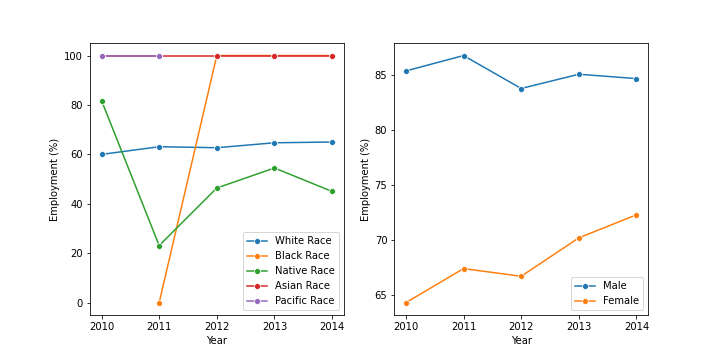 100
80
60
40
20
0
Employment (%)
2010 2011 2012 2013 2014
Year
White Race
Black Race
Native Race
Asian Race
Pacific Race
85
80
75
70
65
Employment (%)
2010 2011 2012 2013 2014
Year
Male
Female